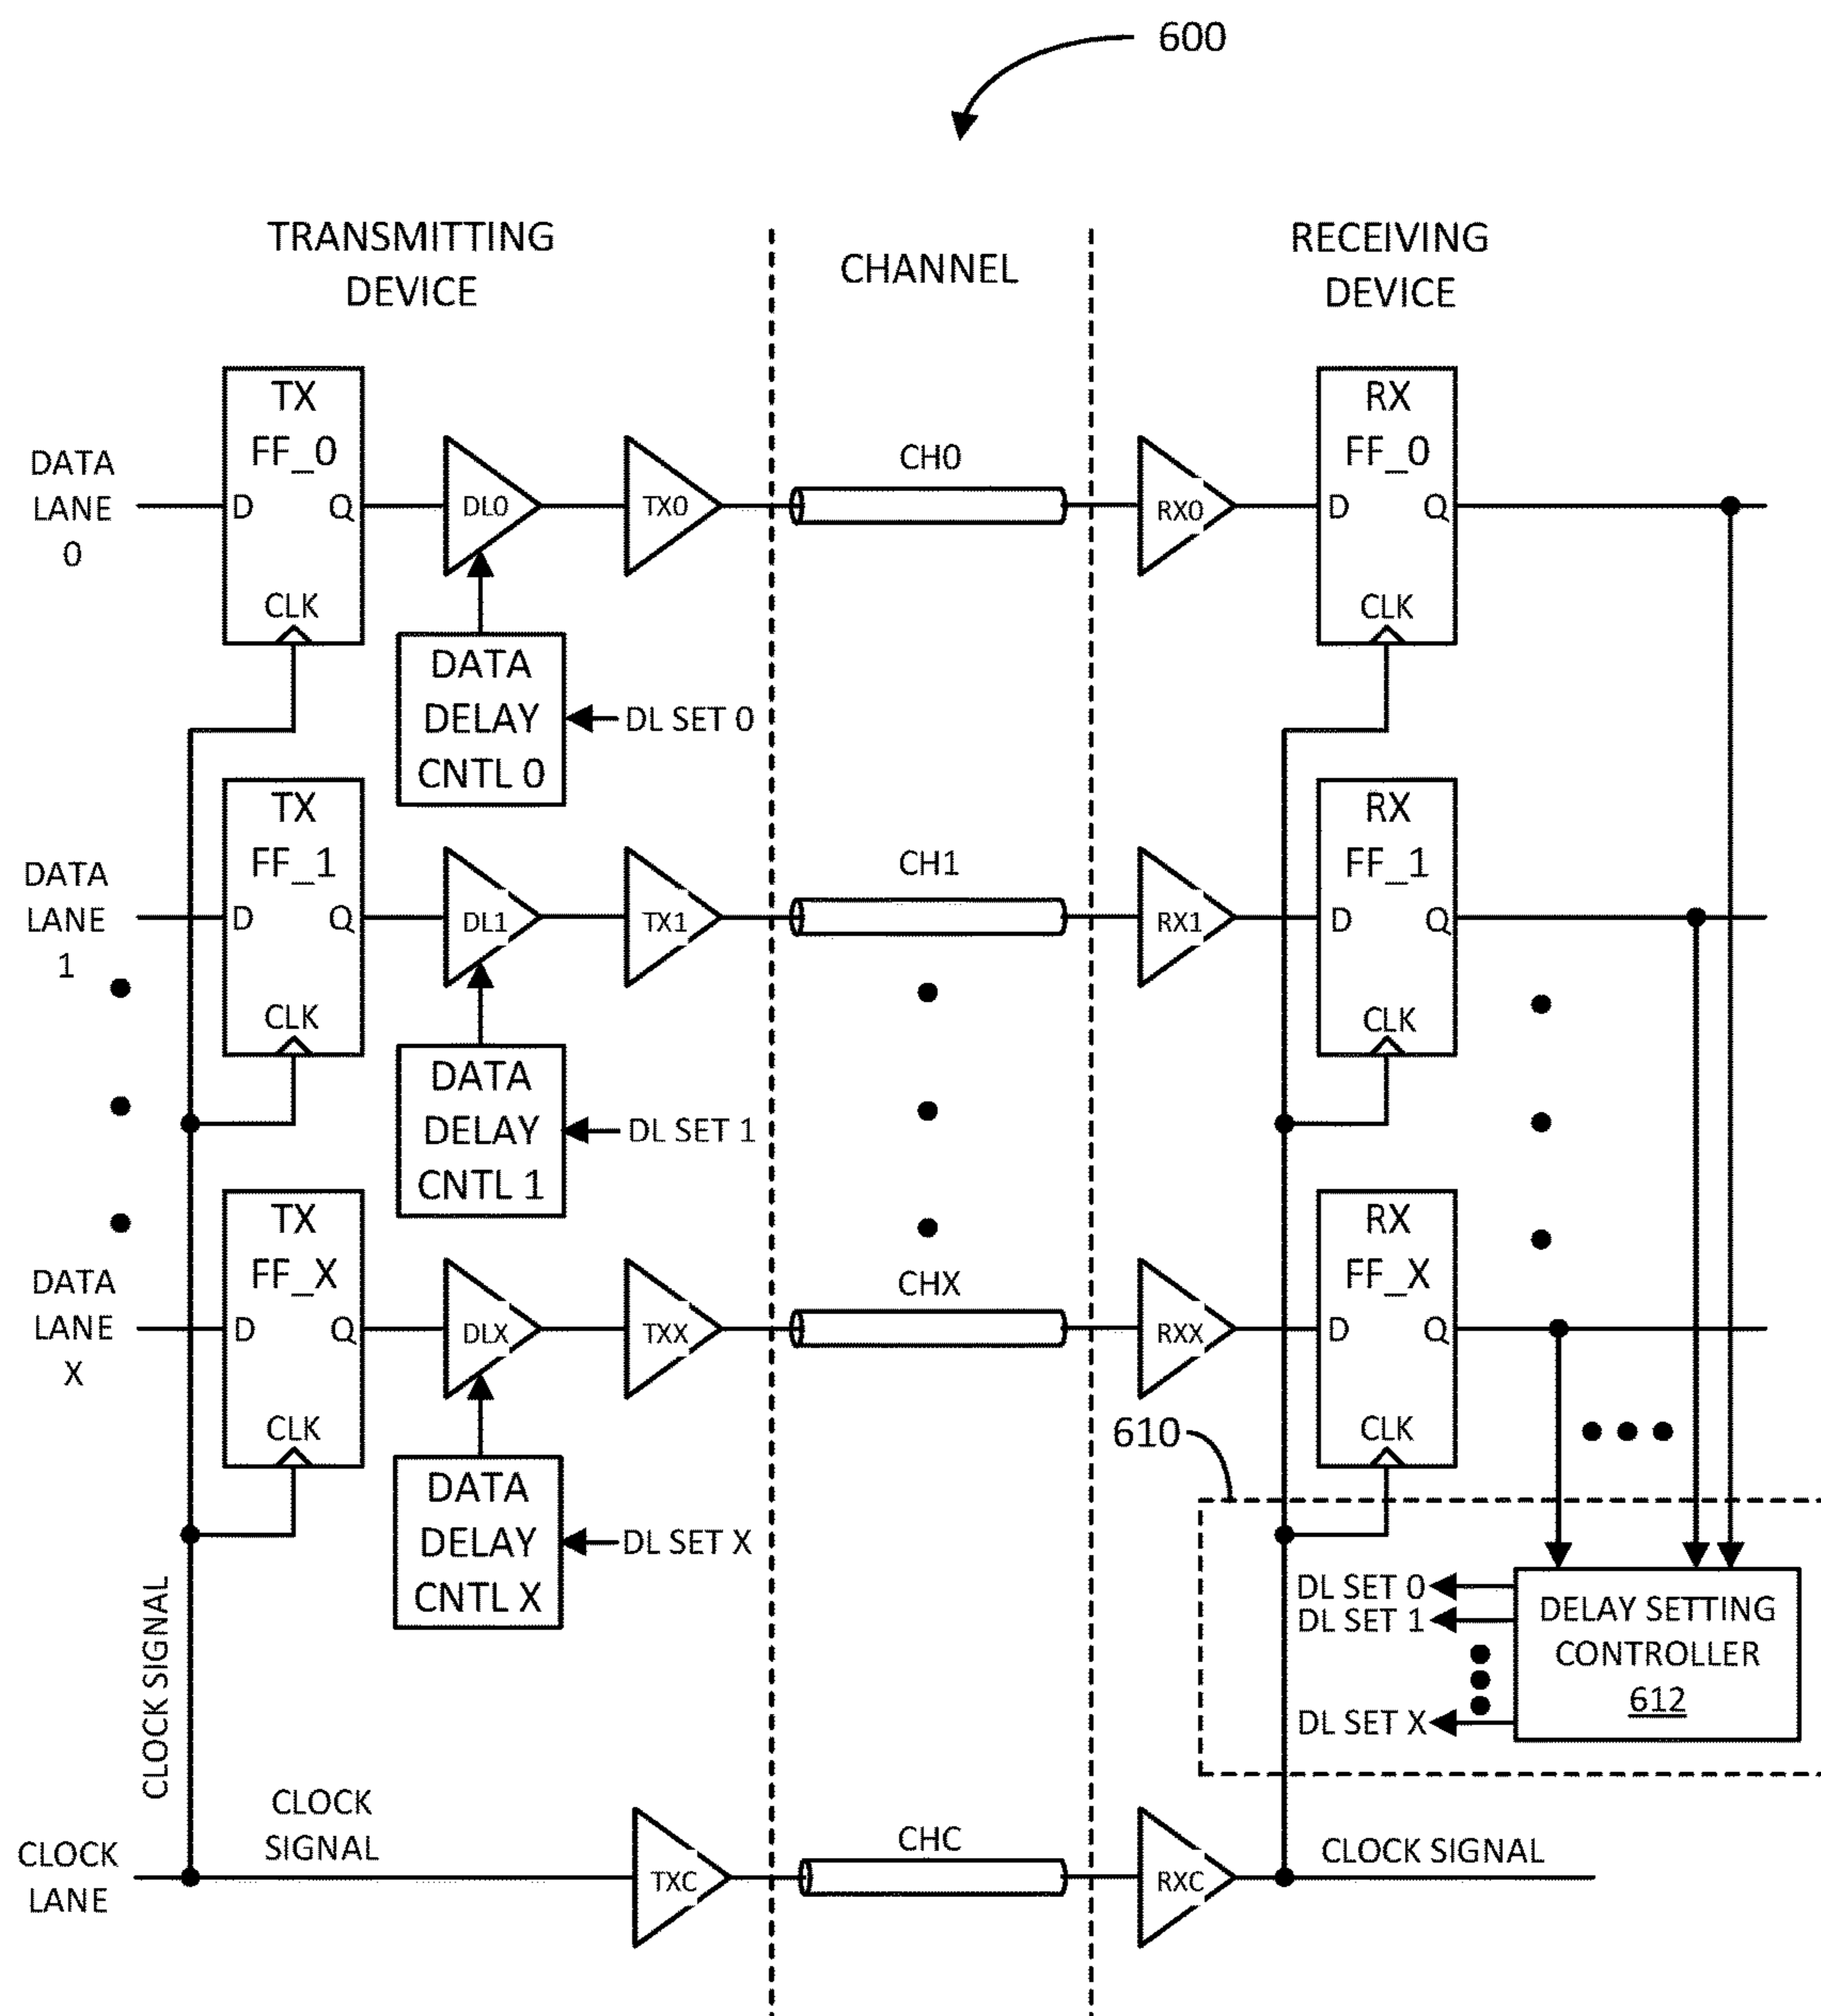 600
TRANSMITTING
DEVICE
CHANNEL
RECEIVING
DEVICE
DATA
LANE
0
TX
FF_0
D
Q
CLK
DL0
TX0
CH0
RX0
RX
FF_0
D
Q
CLK
DATA
DELAY
CNTL 0
DL SET 0
DATA
LANE
1
TX
FF_1
D
Q
CLK
DL1
TX1
CH1
RX1
RX
FF_1
D
Q
CLK
DATA
DELAY
CNTL 1
DL SET 1
DATA
LANE
X
TX
FF_X
D
Q
CLK
DLX
TXX
CHX
RXX
RX
FF_X
D
Q
CLK
DATA
DELAY
CNTL X
DL SET X
610
DL SET 0
DL SET 1
DL SET X
DELAY SETTING
CONTROLLER
612
CLOCK SIGNAL
CLOCK
LANE
CLOCK
SIGNAL
TXC
CHC
RXC
CLOCK SIGNAL